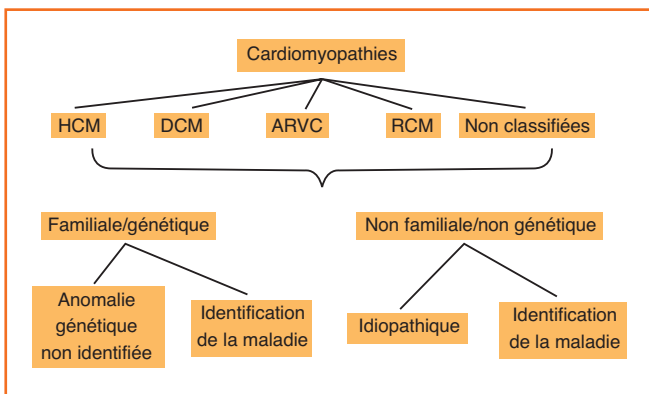 Cardiomyopathies
HCM DCM ARVC RCM Non classifiées
Familiale/génétique Non familiale/non génétique
Anomalie
génétique
non identifiée
Identification
de la maladie
Idiopathique
Identification
de la maladie